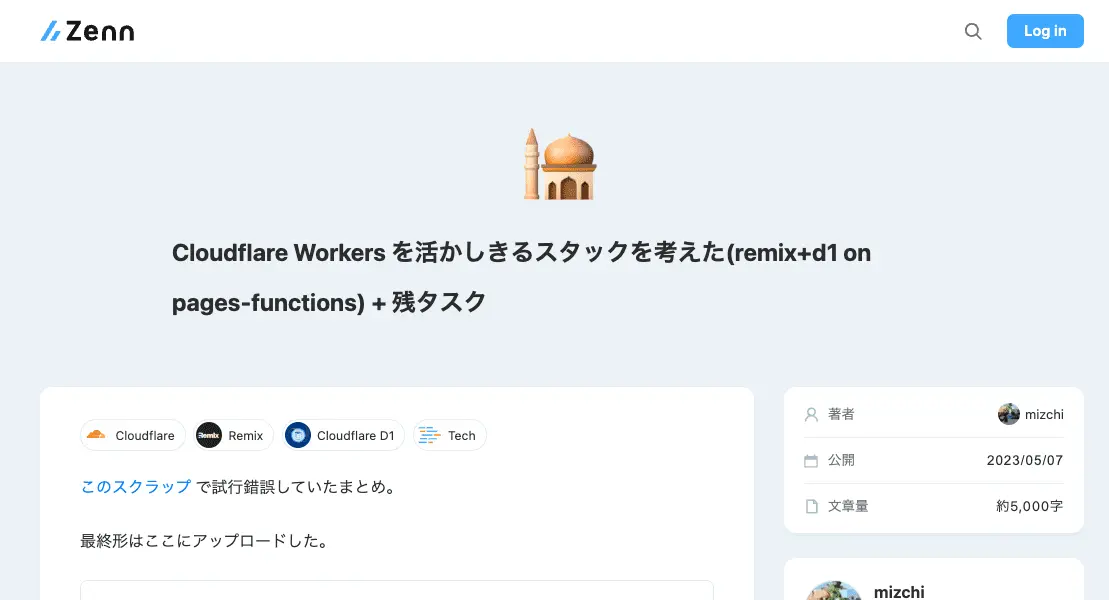 Zenn
Log in
Cloudflare Workers を活かしきるスタックを考えた(remix+d1 on
pages-functions) + 残タスク
Cloudflare
Remix
Remix
Cloudflare D1
Tech
このスクラップ で試行錯誤していたまとめ。
最終形はここにアップロードした。
著者
mizchi
公開
2023/05/07
文章量
約5,000字
mizchi